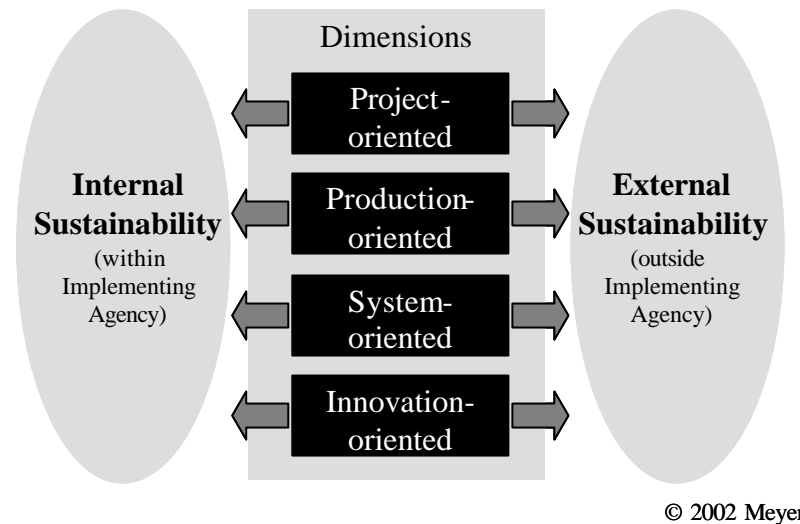 Dimensions
Project-
oriented
Production-
oriented
System-
oriented
Innovation-
oriented
Internal
Sustainability
(within
Implementing
Agency)
External
Sustainability
(outside
Implementing
Agency)
© 2002 Meyer